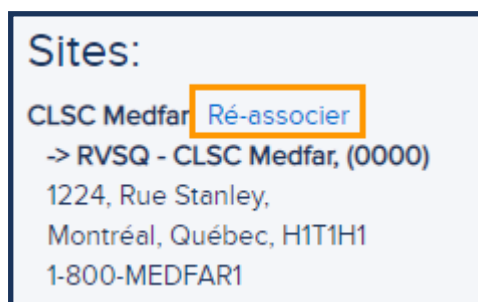 Sites:
CLSC Medfar Ré-associer
-> RVSQ - CLSC Medfar, (0000)
1224, Rue Stanley,
Montréal, Québec, H1T1H1
1-800-MEDFAR1